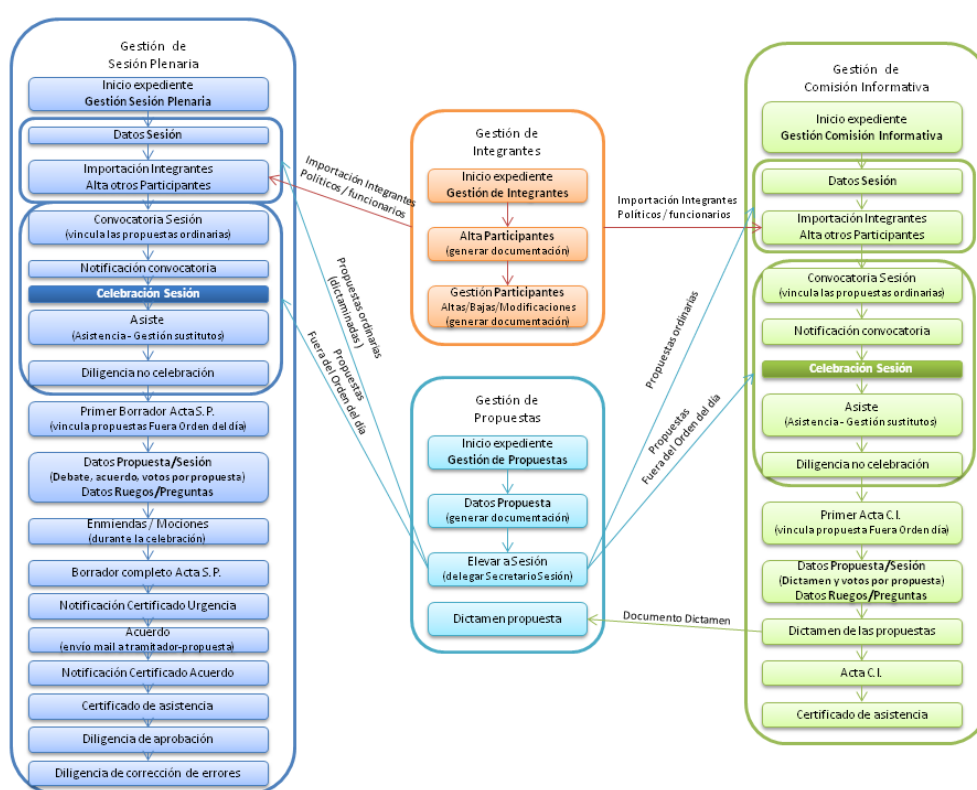 Gestión de
Sesión Plenaria
Inicio expediente
Gestión Sesión Plenaria
Datos Sesión
Importación Integrantes
Alta otros Participantes
Convocatoria Sesión
(vincula las propuestas ordinarias)
Notificación convocatoria
Celebración Sesión
Asiste
(Asistencia - Gestión sustitutos)
Diligencia no celebración
Primer Borrador Acta S.P.
(vincula propuestas Fuera Orden del día)
Datos Propuesta/Sesión
(Debate, acuerdo, votos por propuesta)
Datos Ruegos/Preguntas
Enmiendas / Mociones
(durante la celebración)
Borrador completo Acta S.P.
Notificación Certificado Urgencia
Acuerdo
(envío mail a tramitador-propuesta)
Notificación Certificado Acuerdo
Certificado de asistencia
Diligencia de aprobación
Diligencia de corrección de errores
Importación Integrantes
Políticos / funcionarios
Propuestas ordinarias
(dictaminadas )
Propuestas
Fuera del Orden del día
Gestión de
Integrantes
Inicio expediente
Gestión de Integrantes
Alta Participantes
(generar documentación)
Gestión Participantes
Altas/Bajas/Modificaciones
(generar documentación)
Gestión de
Propuestas
Inicio expediente
Gestión de Propuestas
Datos Propuesta
(generar documentación)
Elevar a Sesión
(delegar Secretario Sesión)
Dictamen propuesta
Importación Integrantes
Políticos / funcionarios
Propuestas ordinarias
Propuestas
Fuera del Orden del día
Documento Dictamen
Gestión de
Comisión Informativa
Inicio expediente
Gestión Comisión Informativa
Datos Sesión
Importación Integrantes
Alta otros Participantes
Convocatoria Sesión
(vincula las propuestas ordinarias)
Notificación convocatoria
Celebración Sesión
Asiste
(Asistencia - Gestión sustitutos)
Diligencia no celebración
Primer Acta C.I.
(vincula propuesta Fuera Orden día)
Datos Propuesta/Sesión
(Dictamen y votos por propuesta)
Datos Ruegos/Preguntas
Dictamen de las propuestas
Acta C.I.
Certificado de asistencia